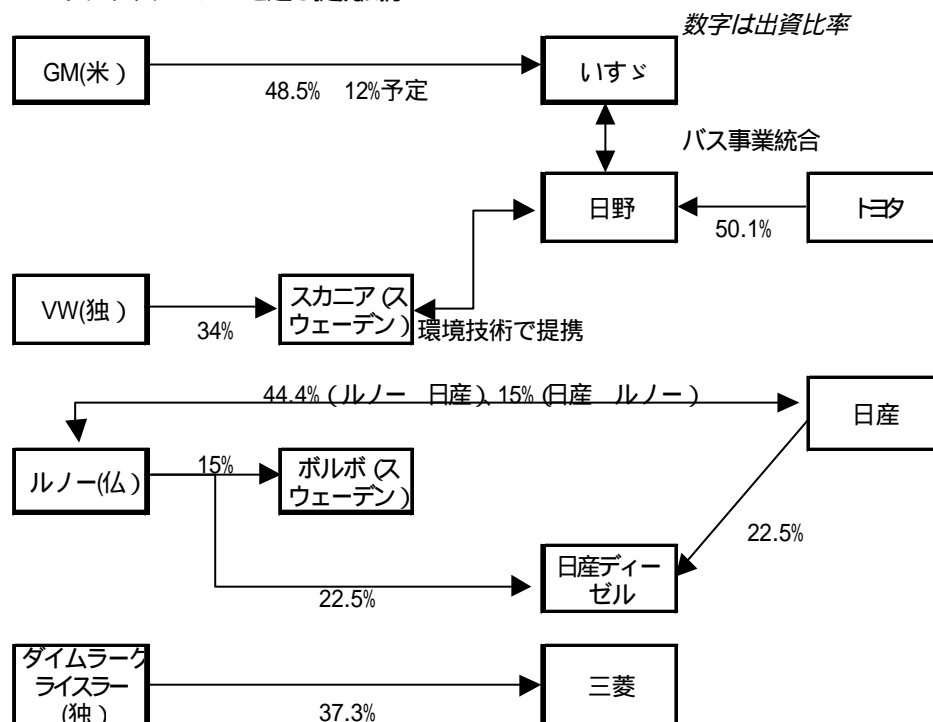 数字は出資比率
GM(米)
48.5% 12%予定
いすゞ
バス事業統合
日野
50.1%
トヨタ
VW(独)
34%
スカニア(ス
ウェーデン)
環境技術で提携
44.4%(ルノー 日産)、15%(日産 ルノー)
日産
ルノー(仏)
15%
ボルボ(ス
ウェーデン)
22.5%
日産ディー
ゼル
22.5%
ダイムラーク
ライスラー
(独)
37.3%
三菱